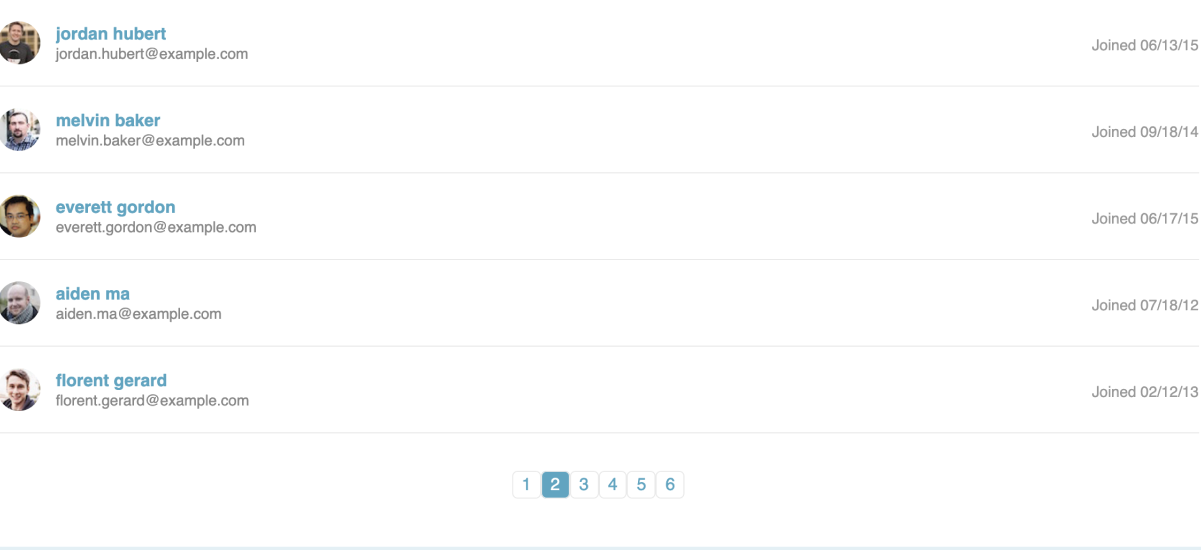 jordan hubert
jordan.hubert@example.com
Joined 06/13/15
melvin baker
melvin.baker@example.com
Joined 09/18/14
everett gordon
everett.gordon@example.com
Joined 06/17/15
aiden ma
aiden.ma@example.com
Joined 07/18/12
florent gerard
florent.gerard@example.com
Joined 02/12/13
1 2 3 4 5 6